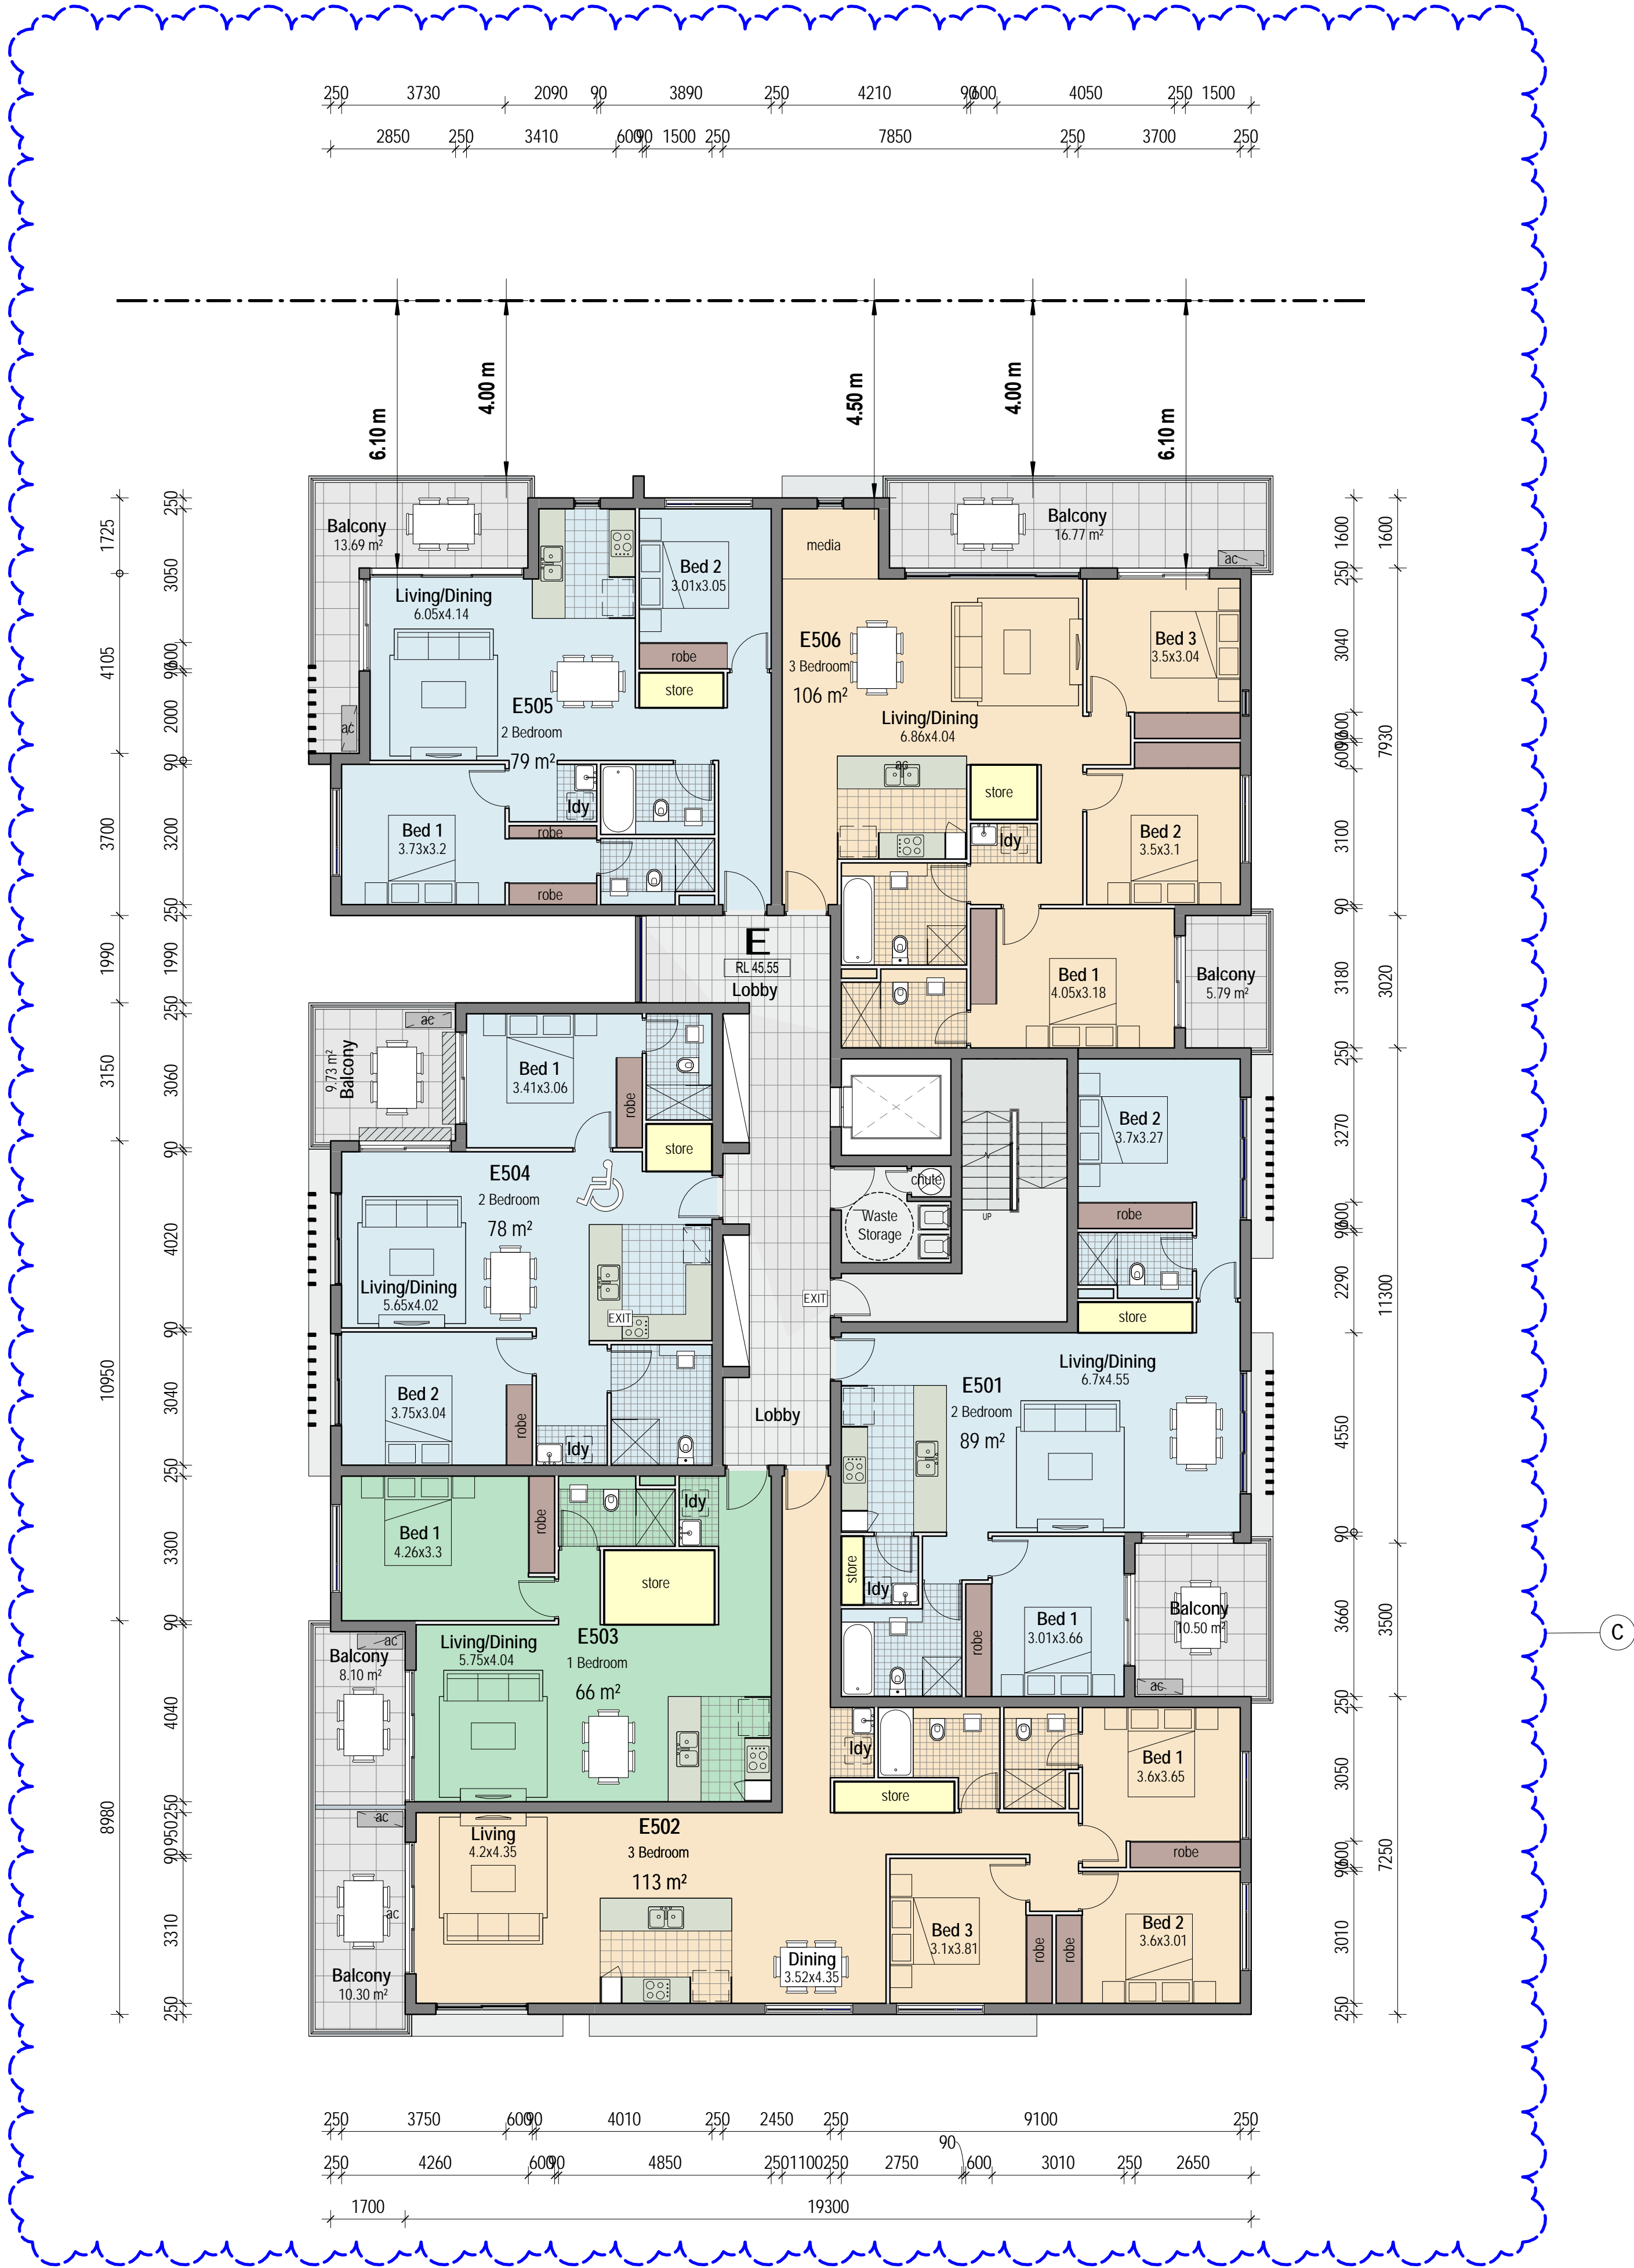 250 3730 2090 90 3890 250 4210 90 600 4050 250 1500
2850 250 3410 600 90 1500 250 7850 250 3700 250
6.10 m
4.00 m
4.50 m
4.00 m
6.10 m
1725
4105
3700
1990
3150
10950
8980
250
3050
600
90
2000
90
3200
250
1990
250
3060
90
4020
90
3040
250
3300
90
4040
250
950
90
3310
250
Balcony
13.69 m²
Living/Dining
6.05x4.14
Bed 2
3.01x3.05
robe
store
E505
2 Bedroom
79 m²
ac
ldy
Bed 1
3.73x3.2
robe
robe
media
Balcony
16.77 m²
ac
E506
3 Bedroom
106 m²
Living/Dining
6.86x4.04
Bed 3
3.5x3.04
ac
store
ldy
Bed 2
3.5x3.1
Bed 1
4.05x3.18
Balcony
5.79 m²
E
RL 45.55
Lobby
ac
Balcony
9.73 m²
Bed 1
3.41x3.06
robe
store
E504
2 Bedroom
78 m²
Living/Dining
5.65x4.02
EXIT
Bed 2
3.75x3.04
robe
ldy
chute
Waste
Storage
UP
EXIT
Lobby
Bed 2
3.7x3.27
robe
store
Living/Dining
6.7x4.55
E501
2 Bedroom
89 m²
store
ldy
robe
Bed 1
3.01x3.66
Balcony
10.50 m²
ac
Bed 1
4.26x3.3
robe
ldy
store
E503
1 Bedroom
66 m²
Living/Dining
5.75x4.04
ac
Balcony
8.10 m²
ac
Living
4.2x4.35
E502
3 Bedroom
113 m²
ac
Balcony
10.30 m²
Dining
3.52x4.35
ldy
store
Bed 1
3.6x3.65
robe
Bed 3
3.1x3.81
robe
robe
Bed 2
3.6x3.01
1600
250
3040
600
90
90
600
3100
90
3180
250
3270
600
90
2290
4550
90
3660
250
3050
600
90
3010
250
1600
7930
3020
11300
3500
7250
C
250 3750 600 90 4010 250 2450 250 9100 250
90
250 4260 600 90 4850 250 1100 250 2750 600 3010 250 2650
1700 19300